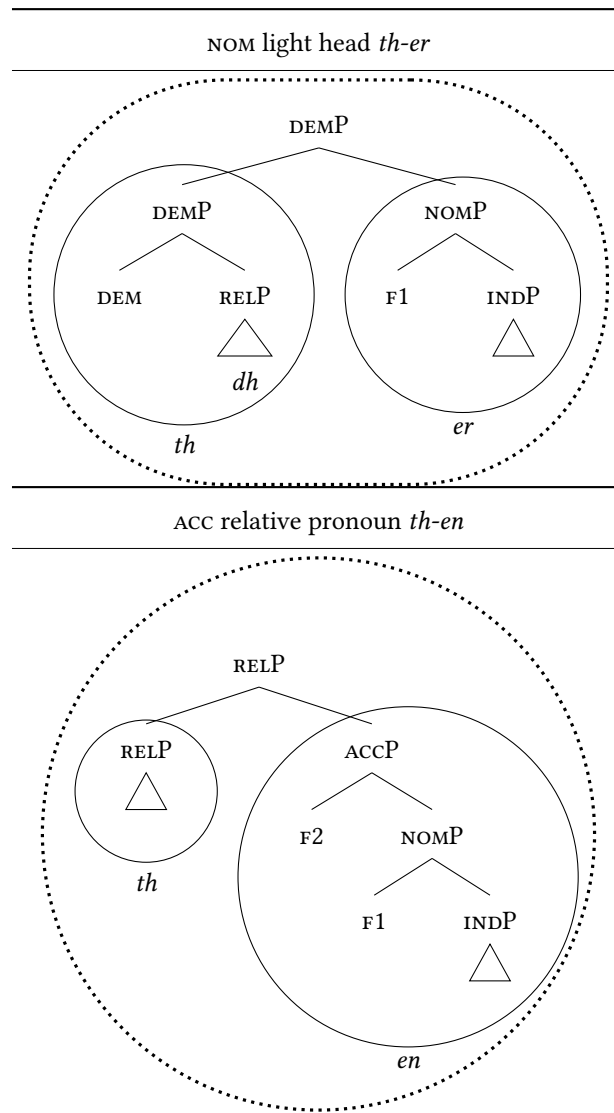 NOM light head th-er
DEMP
DEMP NOMP
DEM RELP F1 INDP
dh
th er
ACC relative pronoun th-en
RELP
RELP ACCP
F2 NOMP
th
F1 INDP
en